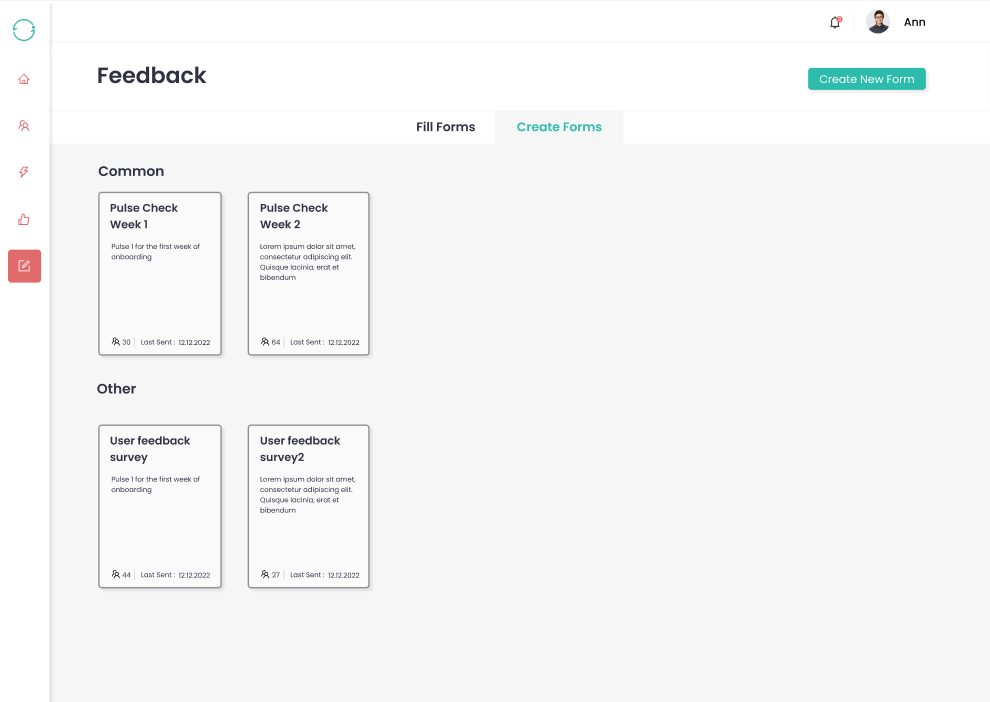 Ann
Feedback
Create New Form
Fill Forms
Create Forms
Common
Pulse Check
Week 1
Pulse 1 for the first week of
onboarding
30
Last Sent : 12.12.2022
Pulse Check
Week 2
Lorem ipsum dolor sit amet,
consectetur adipiscing elit.
Quisque lacinia, erat et
bibendum
64
Last Sent : 12.12.2022
Other
User feedback
survey
Pulse 1 for the first week of
onboarding
44
Last Sent : 12.12.2022
User feedback
survey2
Lorem ipsum dolor sit amet,
consectetur adipiscing elit.
Quisque lacinia, erat et
bibendum
27
Last Sent : 12.12.2022